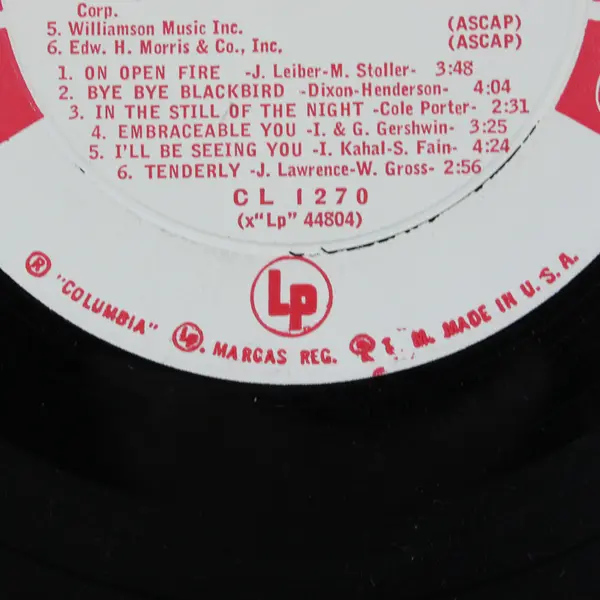 Corp.
5. Williamson Music Inc. (ASCAP)
6. Edw. H. Morris & Co., Inc. (ASCAP)
1. ON OPEN FIRE -J. Leiber-M. Stoller- 3:48
2. BYE BYE BLACKBIRD -Dixon-Henderson- 4:04
3. IN THE STILL OF THE NIGHT -Cole Porter- 2:31
4. EMBRACEABLE YOU -I. & G. Gershwin- 3:25
5. I'LL BE SEEING YOU -I. Kahal-S. Fain- 4:24
6. TENDERLY -J. Lawrence-W. Gross- 2:56
CL 1270
(x"Lp" 44804)
LP
® "COLUMBIA" LP. MARCAS REG. ® T M. MADE IN U.S.A.